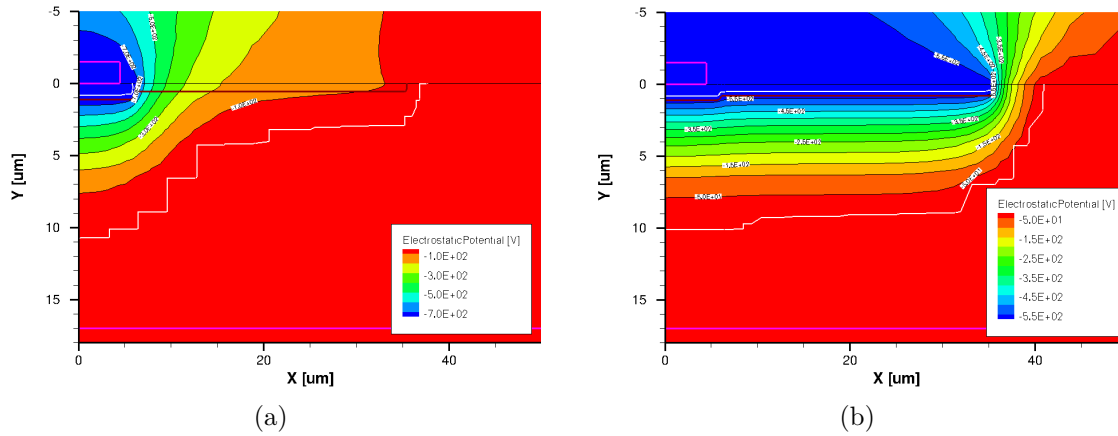 -5
0
5
10
15
Y [um]
0
20
40
X [um]
ElectrostaticPotential [V]
-1.0E+02
-3.0E+02
-5.0E+02
-7.0E+02
(a)
-5
0
5
10
15
Y [um]
0
20
40
X [um]
ElectrostaticPotential [V]
-5.0E+01
-1.5E+02
-2.5E+02
-3.5E+02
-4.5E+02
-5.5E+02
(b)